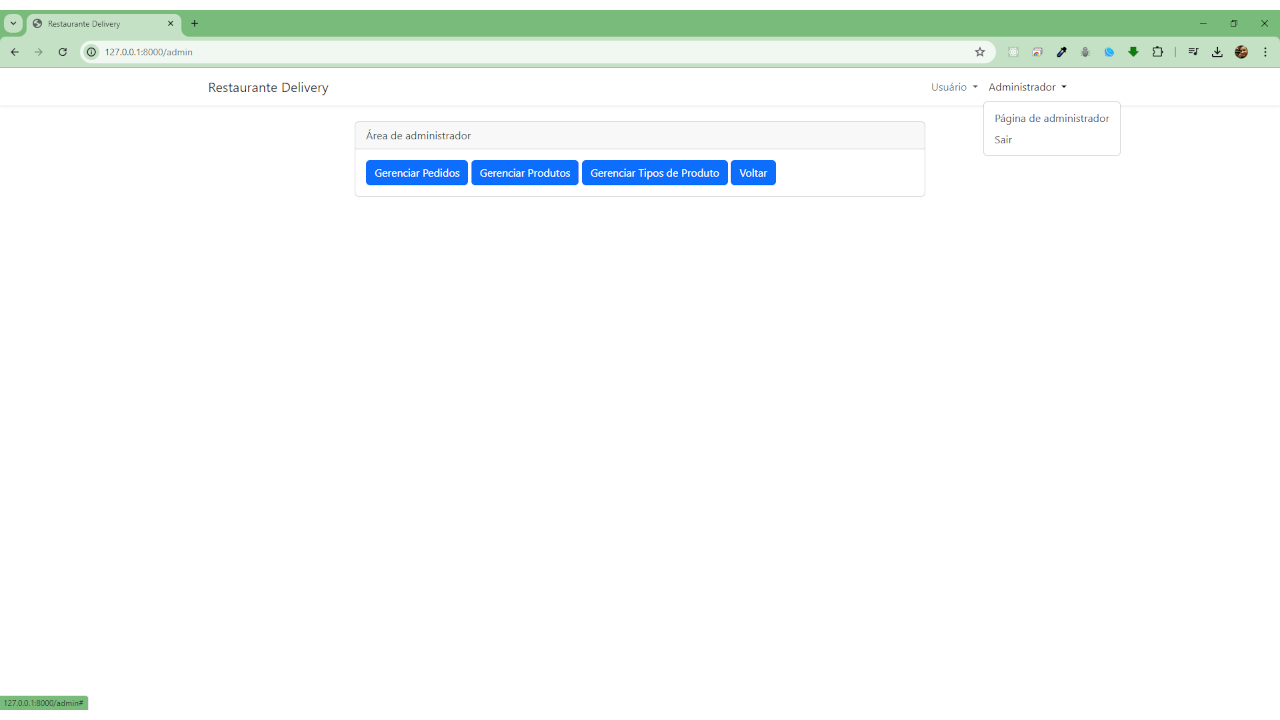 Restaurante Delivery
127.0.0.1:8000/admin
Restaurante Delivery
Usuário Administrador
Página de administrador
Sair
Área de administrador
Gerenciar Pedidos Gerenciar Produtos Gerenciar Tipos de Produto Voltar
127.0.0.1:8000/admin#